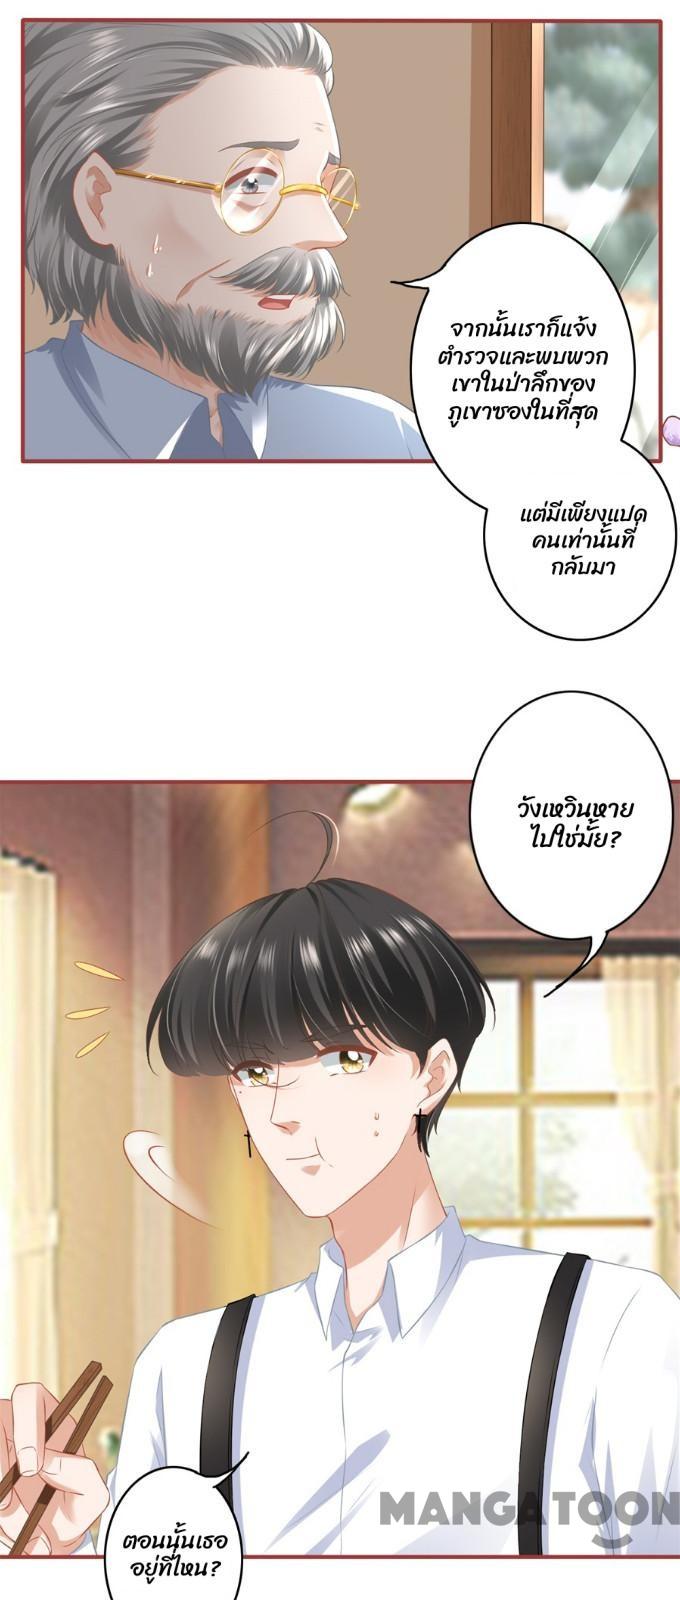 จากนั้นเราก็แจ้ง
ตำรวจและพบพวก
เขาในป่าลึกของ
ภูเขาซองในที่สุด
แต่มีเพียงแปด
คนเท่านั้นที่
กลับมา
วังเหวินหาย
ไปใช่มั้ย?
MANGATOON
ตอนนั้นเธอ
อยู่ที่ไหน?